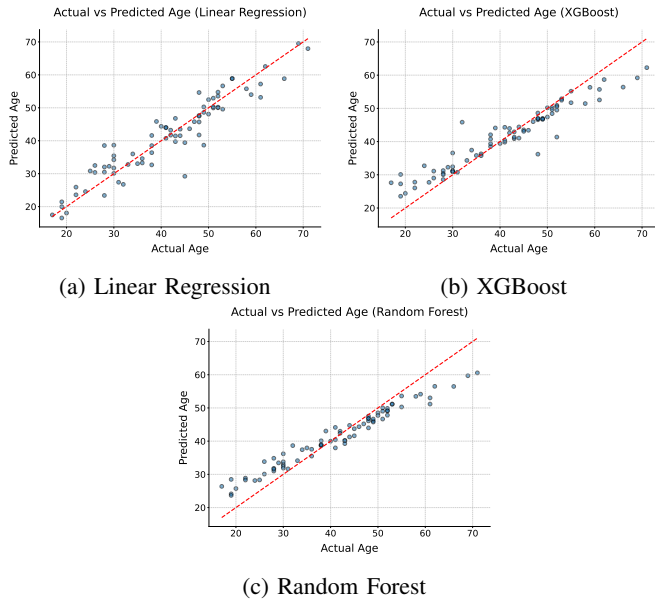 Actual vs Predicted Age (Linear Regression)
70
60
50
40
30
20
Predicted Age
20 30 40 50 60 70
Actual Age
(a) Linear Regression
Actual vs Predicted Age (XGBoost)
70
60
50
40
30
20
Predicted Age
20 30 40 50 60 70
Actual Age
(b) XGBoost
Actual vs Predicted Age (Random Forest)
70
60
50
40
30
20
Predicted Age
20 30 40 50 60 70
Actual Age
(c) Random Forest